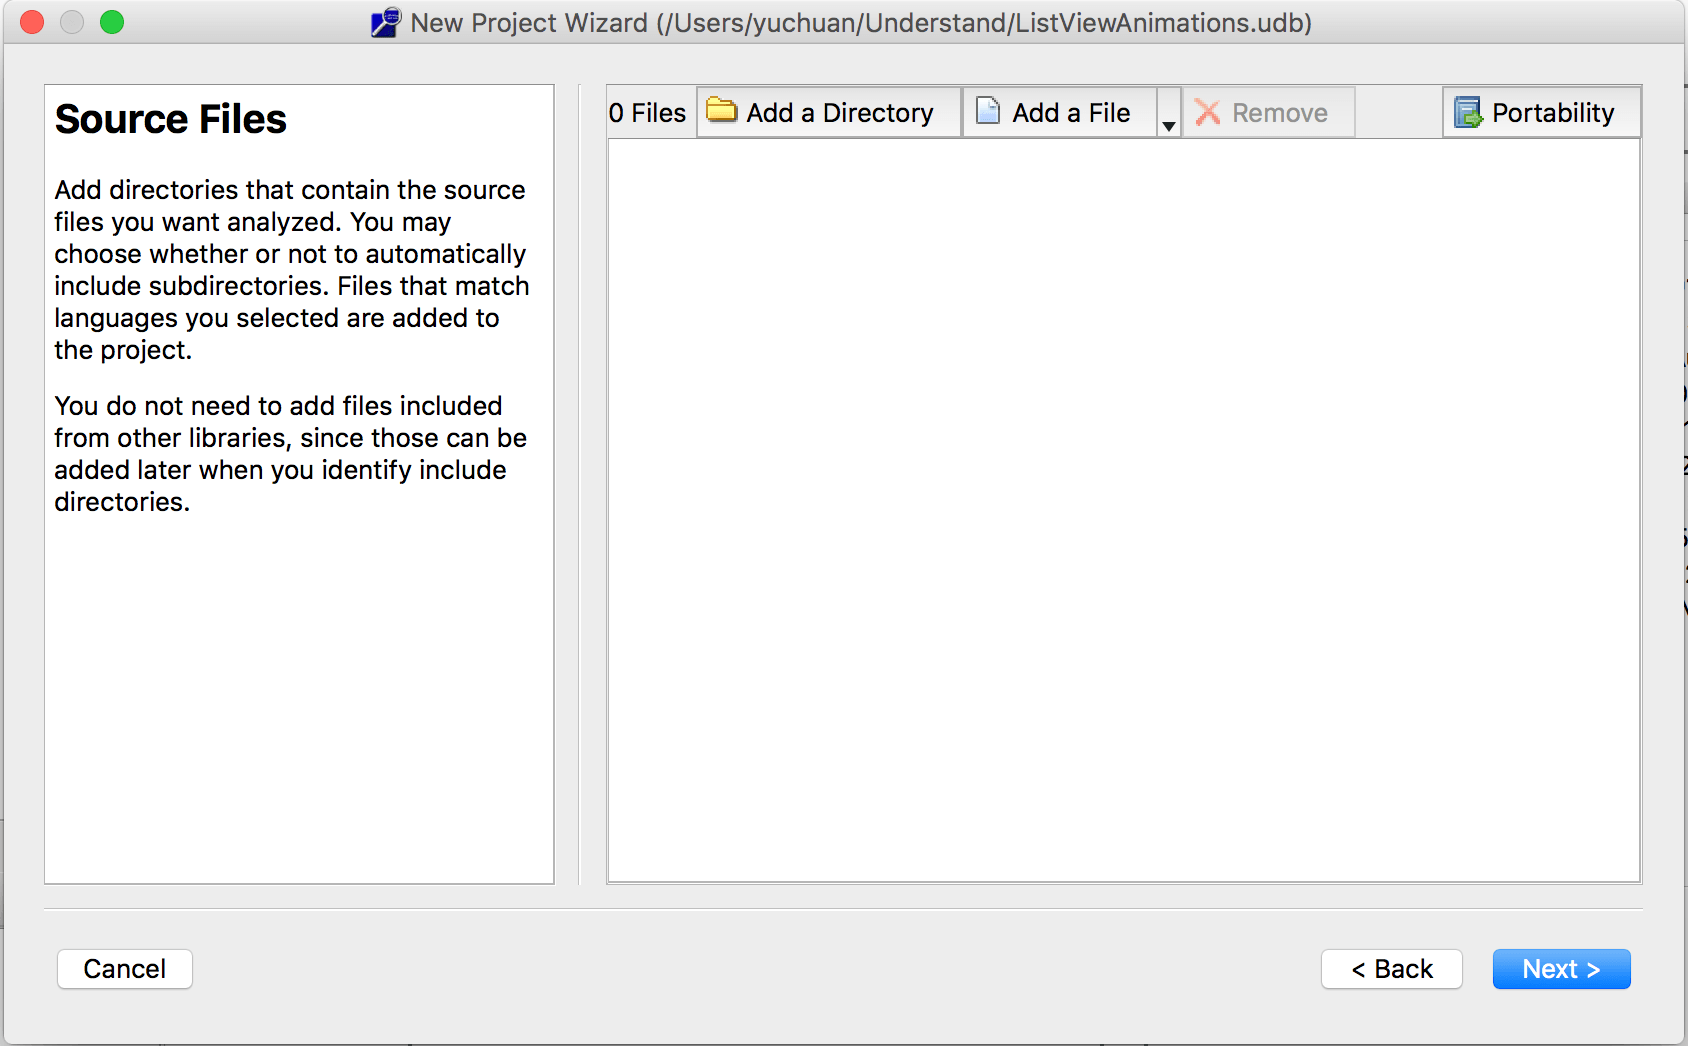 New Project Wizard (/Users/yuchuan/Understand/ListViewAnimations.udb)
Source Files
Add directories that contain the source
files you want analyzed. You may
choose whether or not to automatically
include subdirectories. Files that match
languages you selected are added to
the project.
You do not need to add files included
from other libraries, since those can be
added later when you identify include
directories.
0 Files Add a Directory Add a File Remove Portability
Cancel < Back Next >